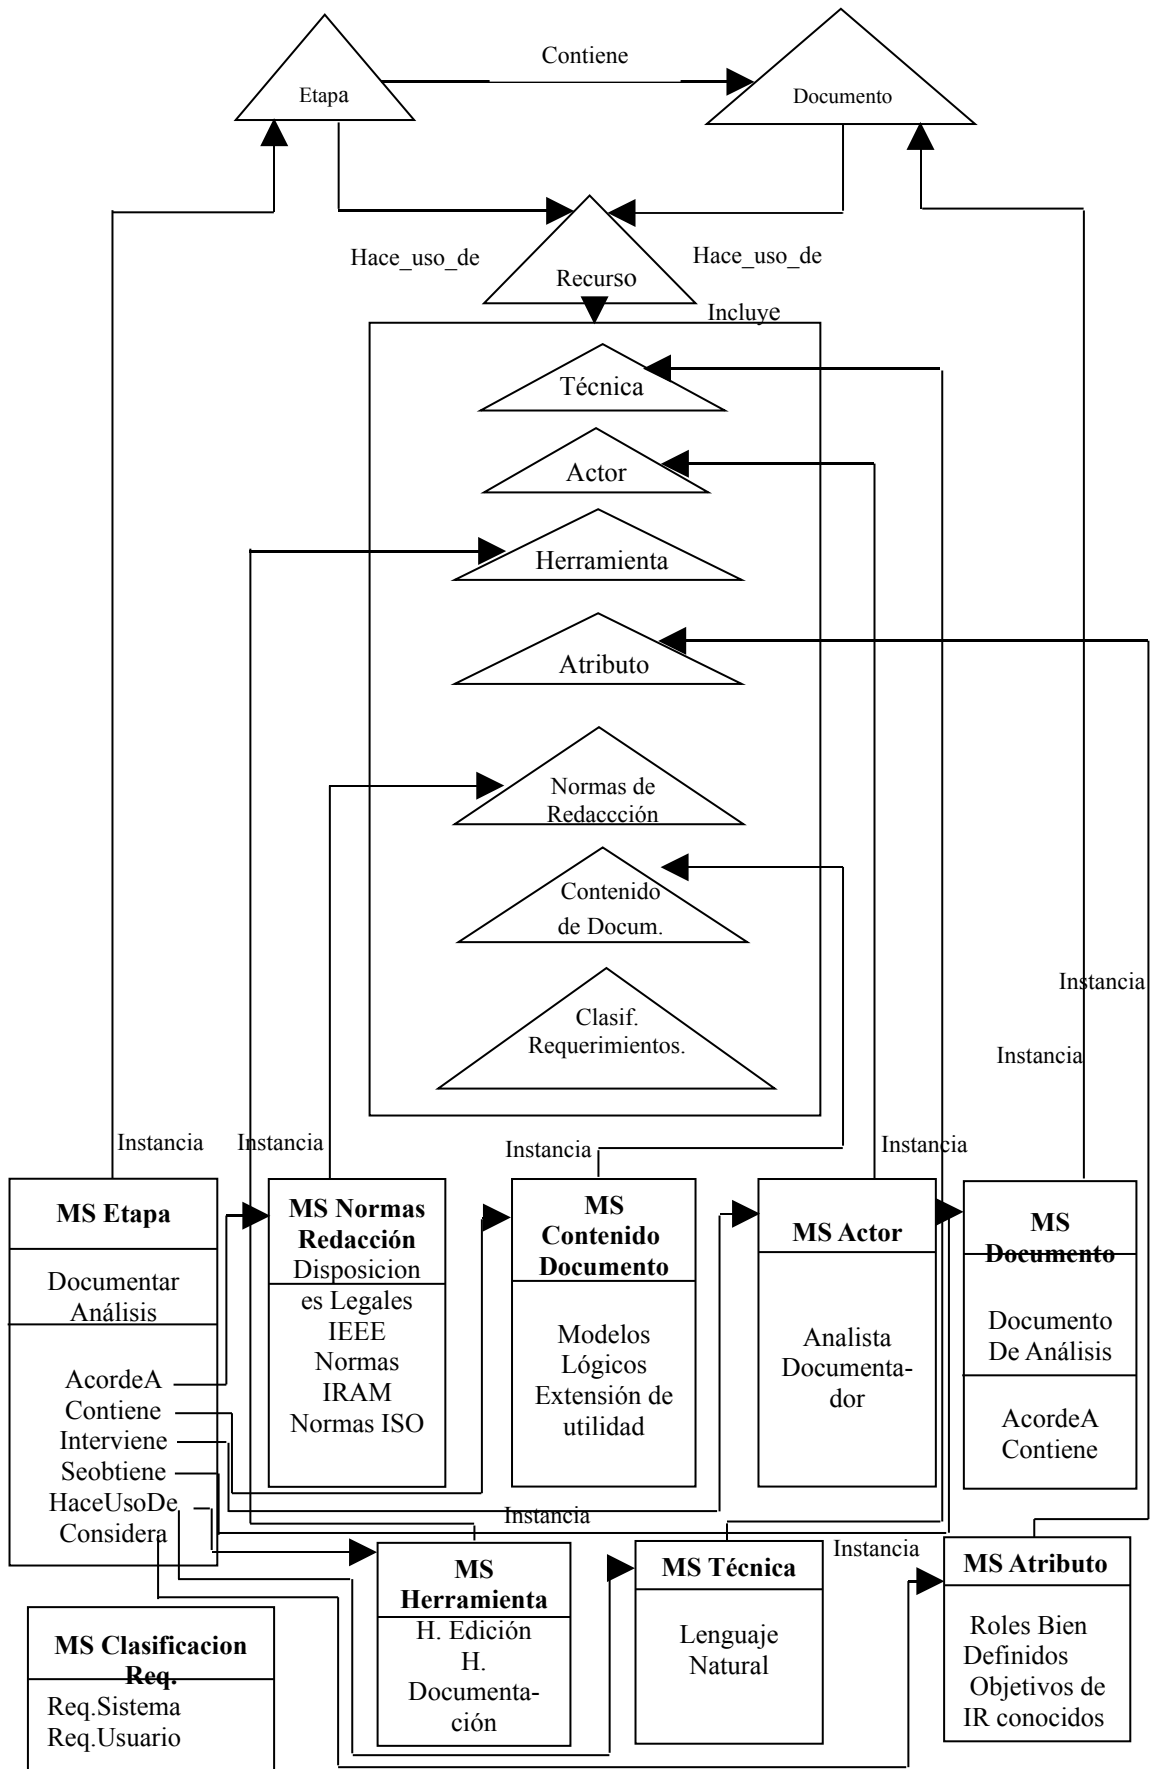 Contiene
Etapa
Documento
Hace_uso_de
Hace_uso_de
Recurso
Incluye
Técnica
Actor
Herramienta
Atributo
Normas de
Redaccción
Contenido
de Docum.
Clasif.
Requerimientos.
Instancia
Instancia
Instancia
Instancia
Instancia
Instancia
MS Etapa
Documentar
Análisis
AcordeA
Contiene
Interviene
Seobtiene
HaceUsoDe
Considera
MS Normas
Redacción
Disposicion
es Legales
IEEE
Normas
IRAM
Normas ISO
MS
Contenido
Documento
Modelos
Lógicos
Extensión de
utilidad
MS Actor
Analista
Documenta-
dor
MS
Documento
Documento
De Análisis
AcordeA
Contiene
Instancia
Instancia
MS Clasificacion
Req.
Req.Sistema
Req.Usuario
MS
Herramienta
H. Edición
H.
Documenta-
ción
MS Técnica
Lenguaje
Natural
MS Atributo
Roles Bien
Definidos
Objetivos de
IR conocidos